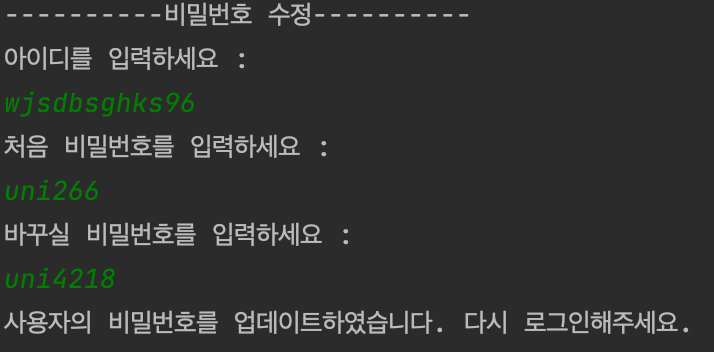 ----------비밀번호 수정----------
아이디를 입력하세요 :
wjsdbsghks96
처음 비밀번호를 입력하세요 :
uni266
바꾸실 비밀번호를 입력하세요 :
uni4218
사용자의 비밀번호를 업데이트하였습니다. 다시 로그인해주세요.